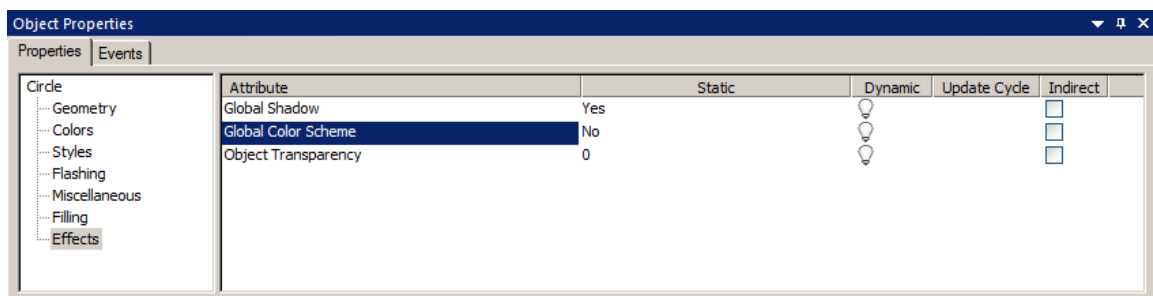 Object Properties
Properties Events
Circle
Geometry
Colors
Styles
Flashing
Miscellaneous
Filling
Effects
Attribute Static Dynamic Update Cycle Indirect
Global Shadow Yes
Global Color Scheme No
Object Transparency 0